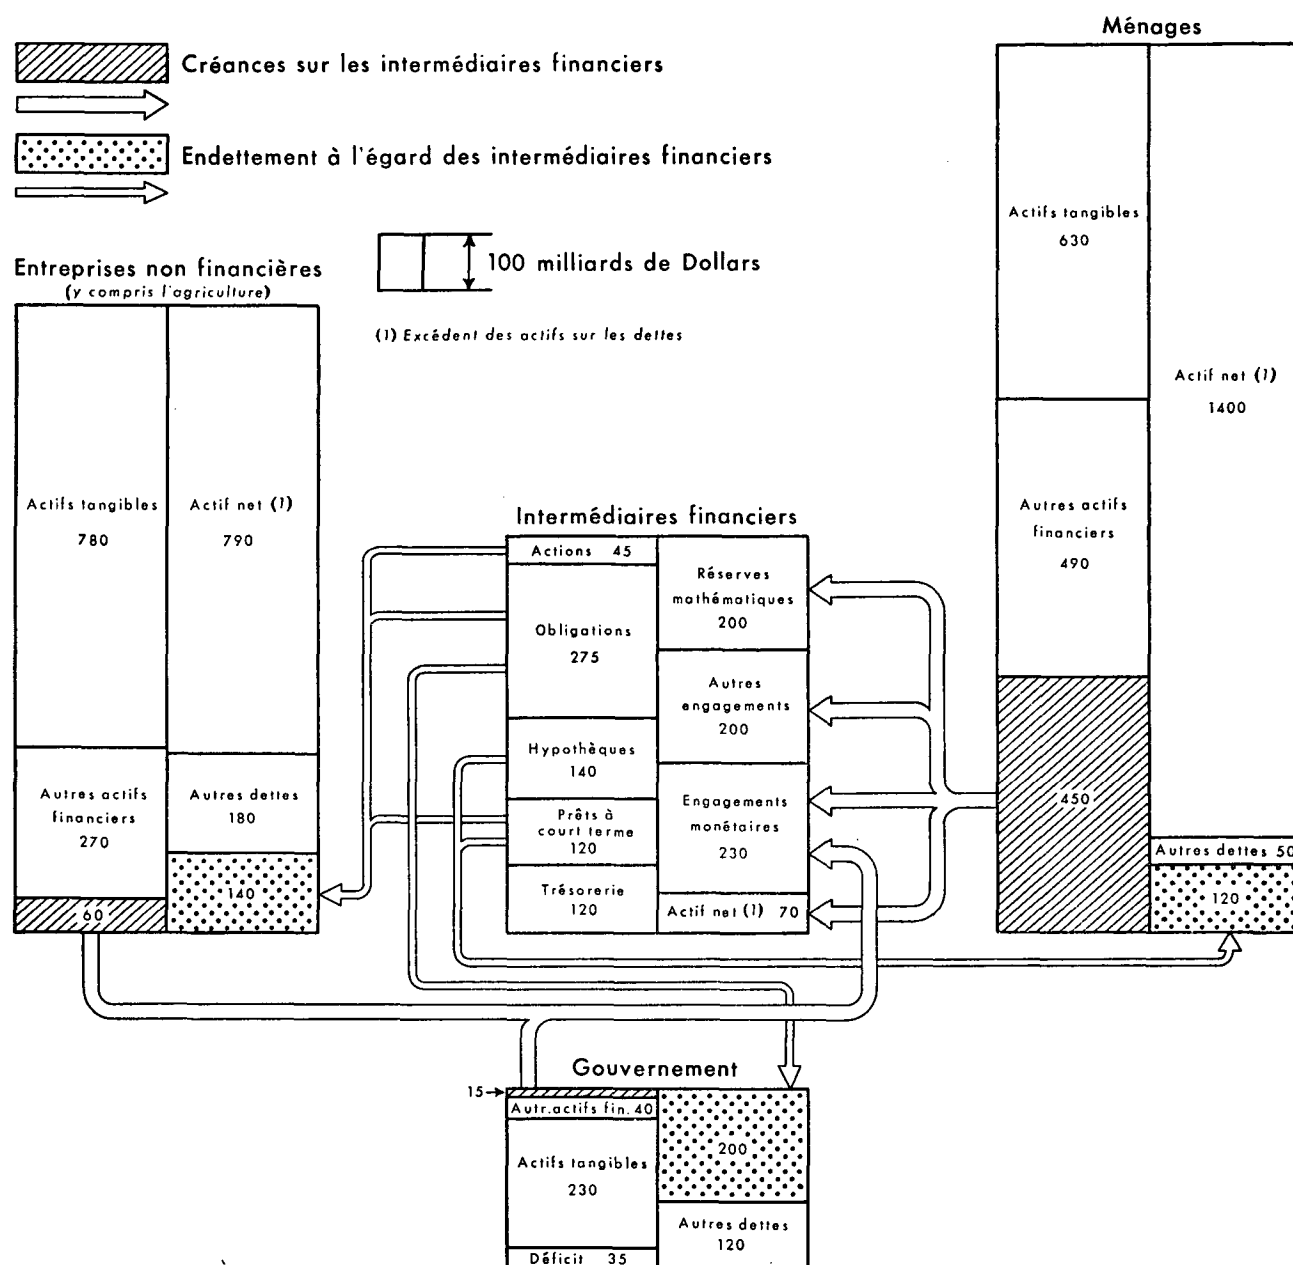 Ménages
Créances sur les intermédiaires financiers
Endettement à l'égard des intermédiaires financiers
100 milliards de Dollars
(1) Excédent des actifs sur les dettes
Entreprises non financières
(y compris l'agriculture)
Actifs tangibles
780
Actif net (1)
790
Autres actifs
financiers
270
Autres dettes
180
60
140
Intermédiaires financiers
Actions 45
Obligations
275
Hypothèques
140
Prêts à
court terme
120
Trésorerie
120
Réserves
mathématiques
200
Autres
engagements
200
Engagements
monétaires
230
Actif net (1) 70
Actifs tangibles
630
Autres actifs
financiers
490
450
Actif net (1)
1400
Autres dettes 50
120
Gouvernement
15
Autr.actifs fin. 40
Actifs tangibles
230
Déficit 35
200
Autres dettes
120